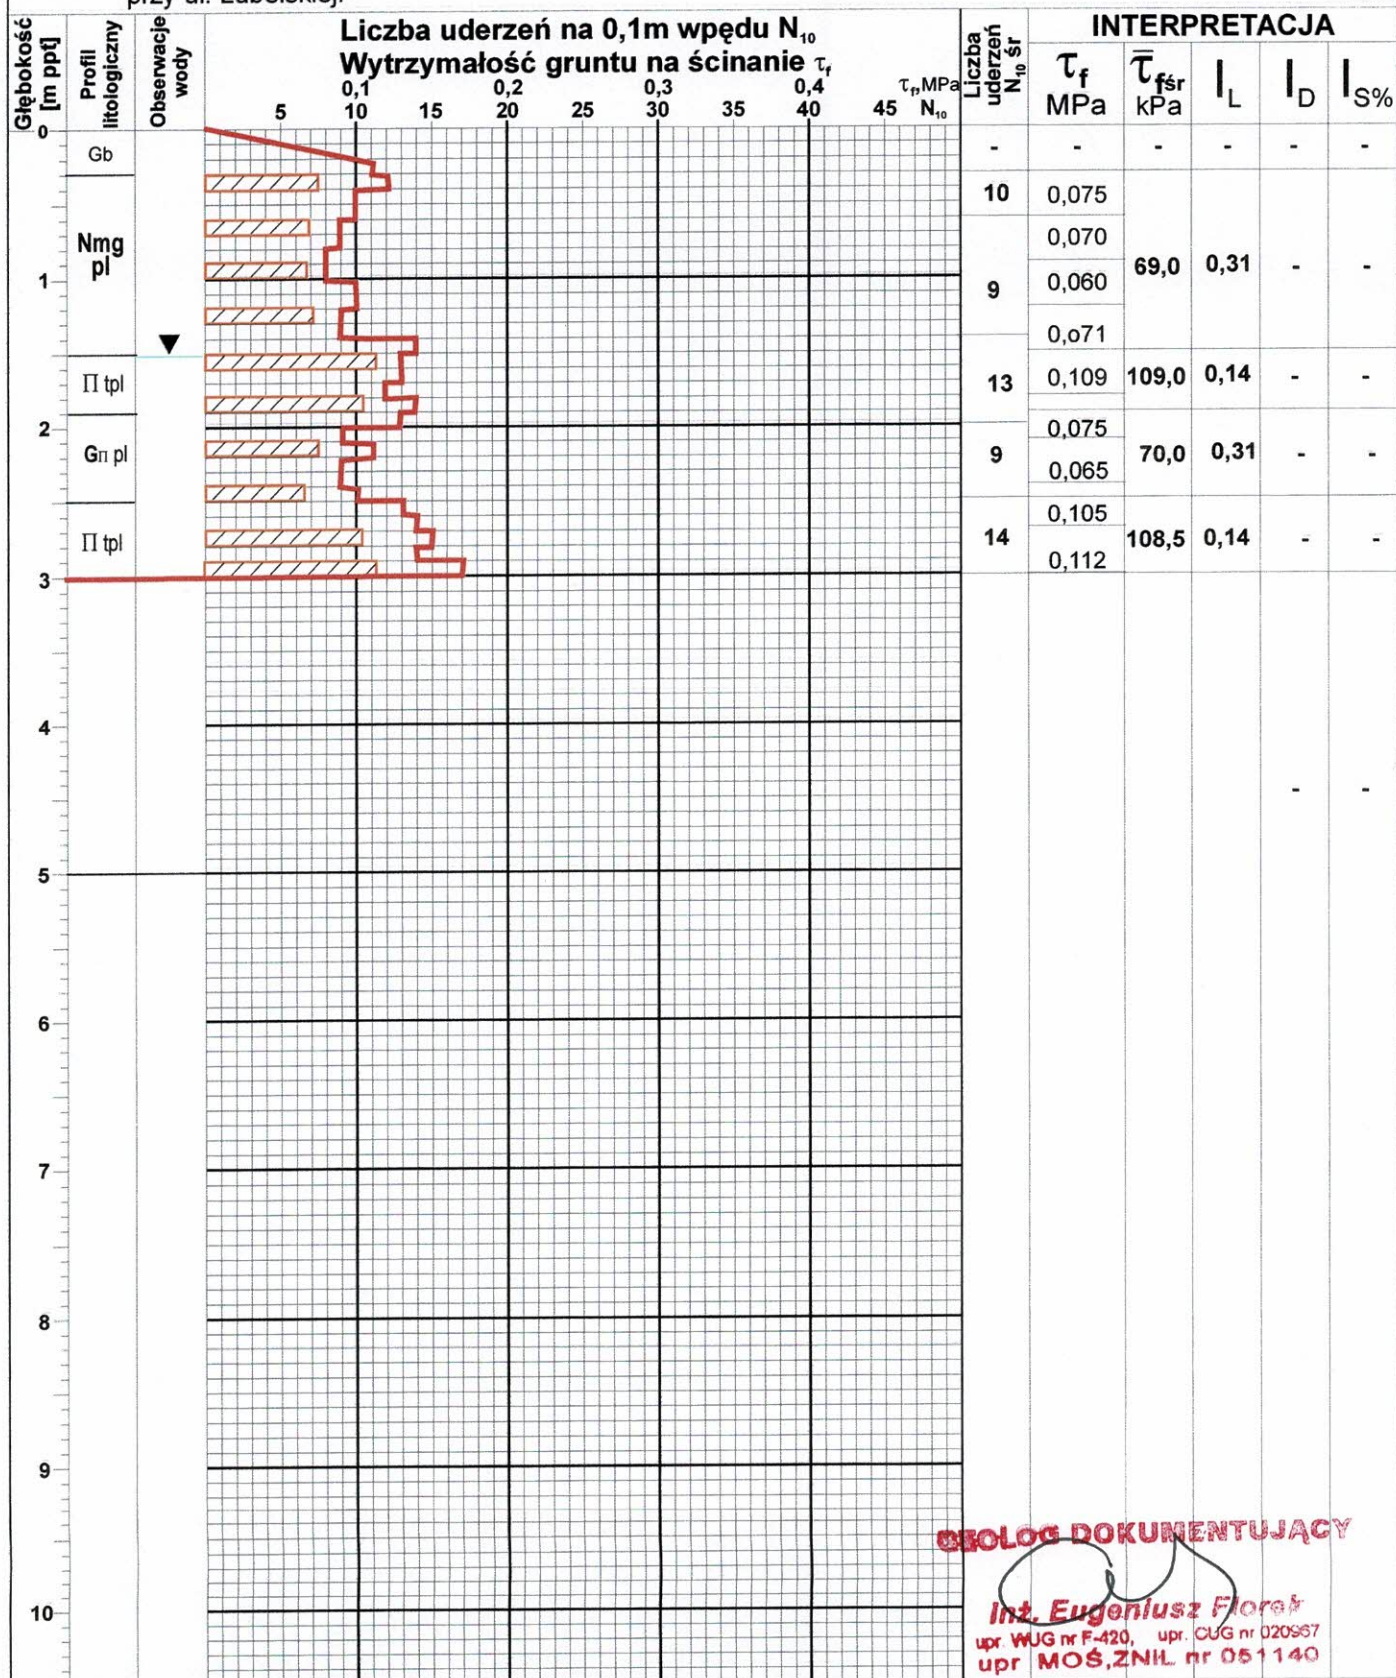 przy ul. Lubelskiej.
Głębokość [m ppt]
Profil litologiczny
Obserwacje wody
Liczba uderzeń na 0,1m wpędu N₁₀
Wytrzymałość gruntu na ścinanie τf
0,1 0,2 0,3 0,4 τf,MPa
5 10 15 20 25 30 35 40 45 N₁₀
Liczba uderzeń N₁₀ śr
INTERPRETACJA
τf MPa
τ̅fśr kPa
IL
ID
IS%
0
Gb
- - - - - -
10 0,075
Nmg pl
0,070
69,0 0,31 - -
1
9 0,060
0,o71
Π tpl
13 0,109 109,0 0,14 - -
2
0,075
Gπ pl
9 70,0 0,31 - -
0,065
0,105
Π tpl
14 108,5 0,14 - -
0,112
3
4
- -
5
6
7
8
9
GEOLOG DOKUMENTUJĄCY
10
inż. Eugeniusz Florek
upr. WUG nr F-420, upr. CUG nr 020967
upr MOŚ,ZNiL nr 051140